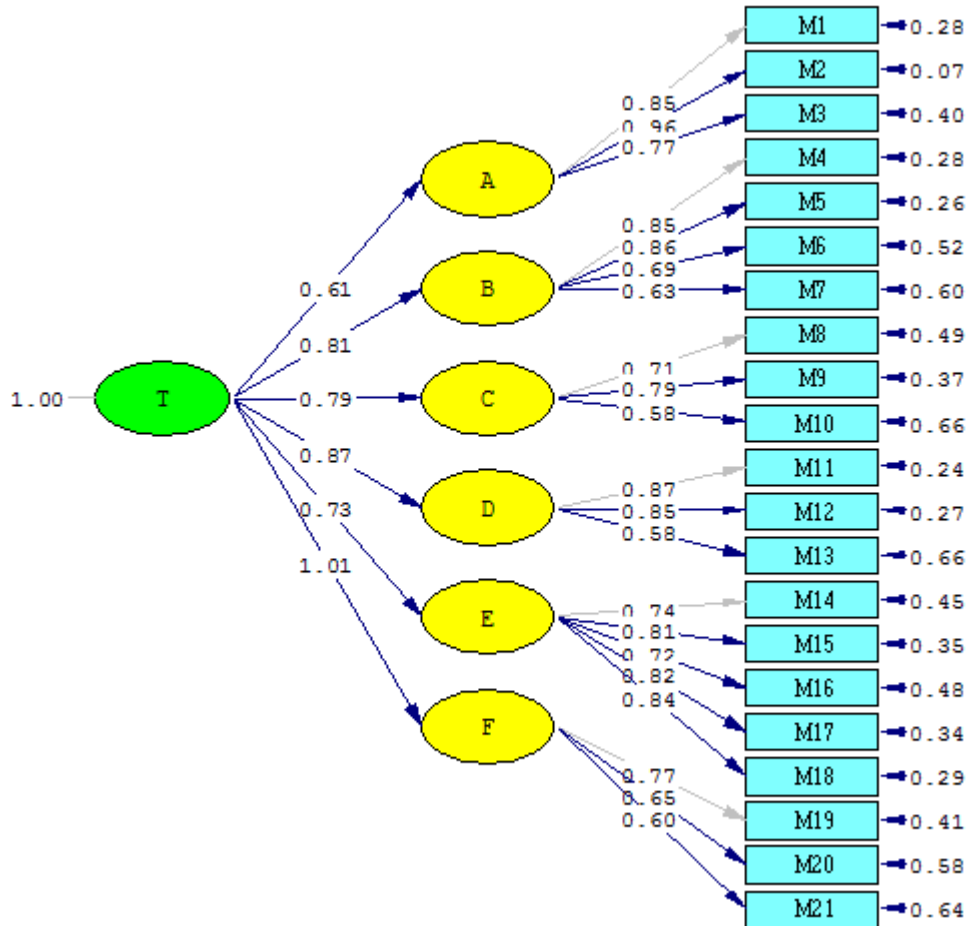 M1 0.28
M2 0.07
0.85
0.96
M3 0.40
0.77
M4 0.28
A
M5 0.26
0.85
0.86
M6 0.52
0.69
0.61
B
0.63
M7 0.60
M8 0.49
0.81
0.71
M9 0.37
0.79
1.00
T
0.79
C
0.58
M10 0.66
0.87
M11 0.24
0.87
0.73
D
0.85
M12 0.27
0.58
M13 0.66
1.01
M14 0.45
0.74
E
0.81
M15 0.35
0.72
0.82
M16 0.48
0.84
F
M17 0.34
0.77
M18 0.29
0.65
0.60
M19 0.41
M20 0.58
M21 0.64